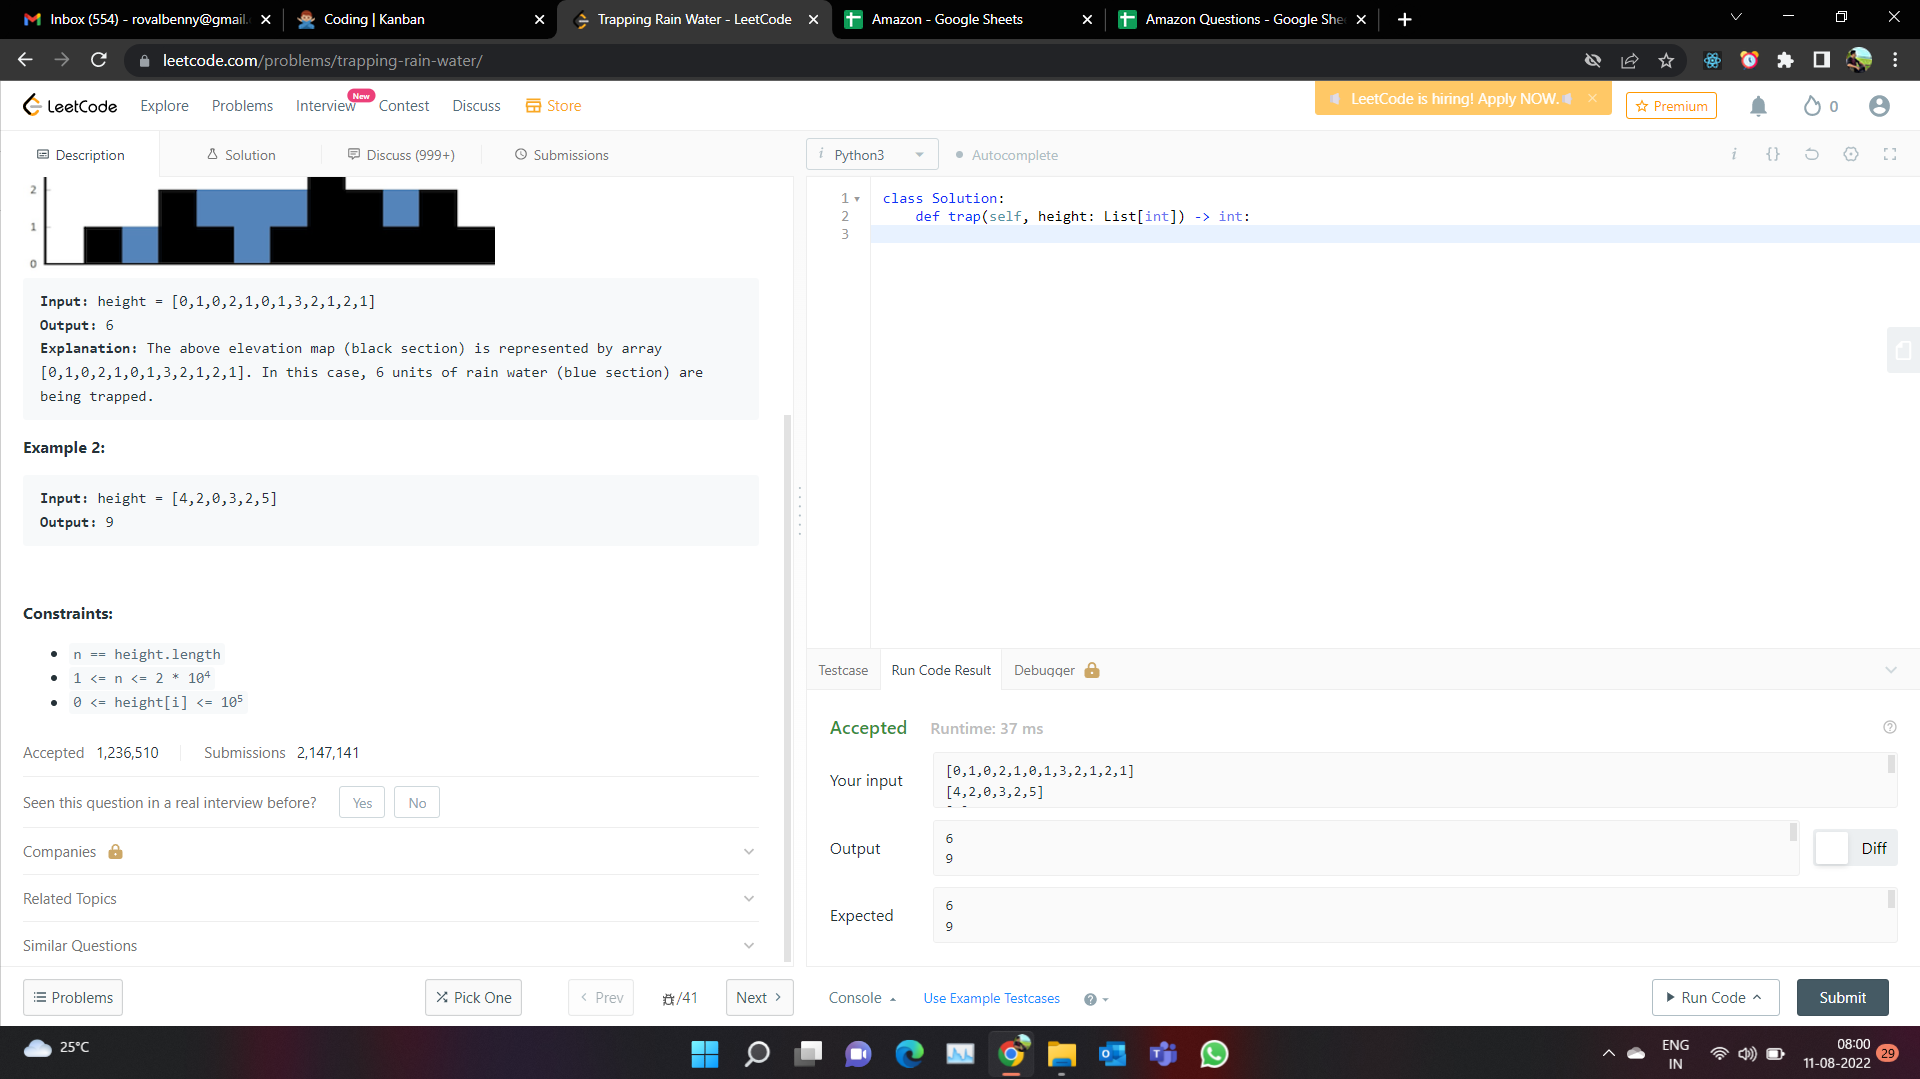 Inbox (554) - rovalbenny@gmail.
Coding | Kanban
Trapping Rain Water - LeetCode
Amazon - Google Sheets
Amazon Questions - Google She
leetcode.com/problems/trapping-rain-water/
LeetCode
Explore
Problems
Interview
New
Contest
Discuss
Store
LeetCode is hiring! Apply NOW.
Premium
0
Description
Solution
Discuss (999+)
Submissions
i Python3
Autocomplete
i {}
2
1
0
1 class Solution:
2 def trap(self, height: List[int]) -> int:
3
Input: height = [0,1,0,2,1,0,1,3,2,1,2,1]
Output: 6
Explanation: The above elevation map (black section) is represented by array
[0,1,0,2,1,0,1,3,2,1,2,1]. In this case, 6 units of rain water (blue section) are
being trapped.
Example 2:
Input: height = [4,2,0,3,2,5]
Output: 9
Constraints:
n == height.length
1 <= n <= 2 * 10⁴
0 <= height[i] <= 10⁵
Accepted 1,236,510 Submissions 2,147,141
Seen this question in a real interview before? Yes No
Companies
Related Topics
Similar Questions
Problems
Pick One
Prev
/41
Next
Testcase
Run Code Result
Debugger
Accepted Runtime: 37 ms
Your input
[0,1,0,2,1,0,1,3,2,1,2,1]
[4,2,0,3,2,5]
Output
6
9
Diff
Expected
6
9
Console
Use Example Testcases
Run Code
Submit
25°C
ENG
IN
08:00
11-08-2022
29